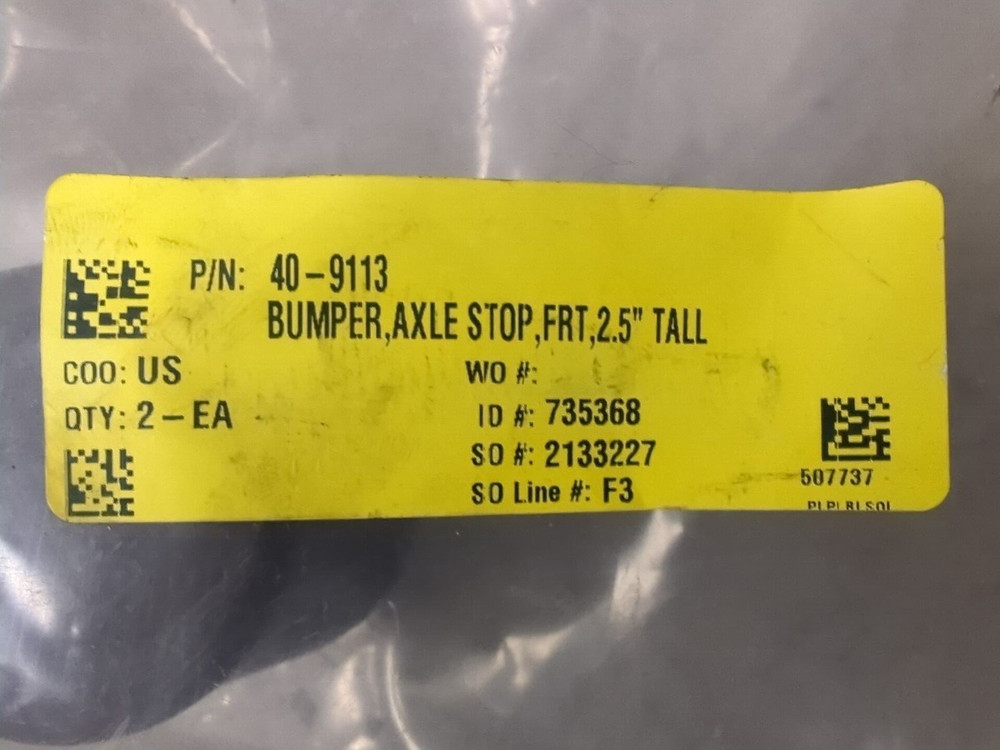 P/N: 40-9113
BUMPER,AXLE STOP,FRT,2.5" TALL
COO: US
WO #:
QTY: 2-EA
ID #: 735368
SO #: 2133227
SO Line #: F3
507737